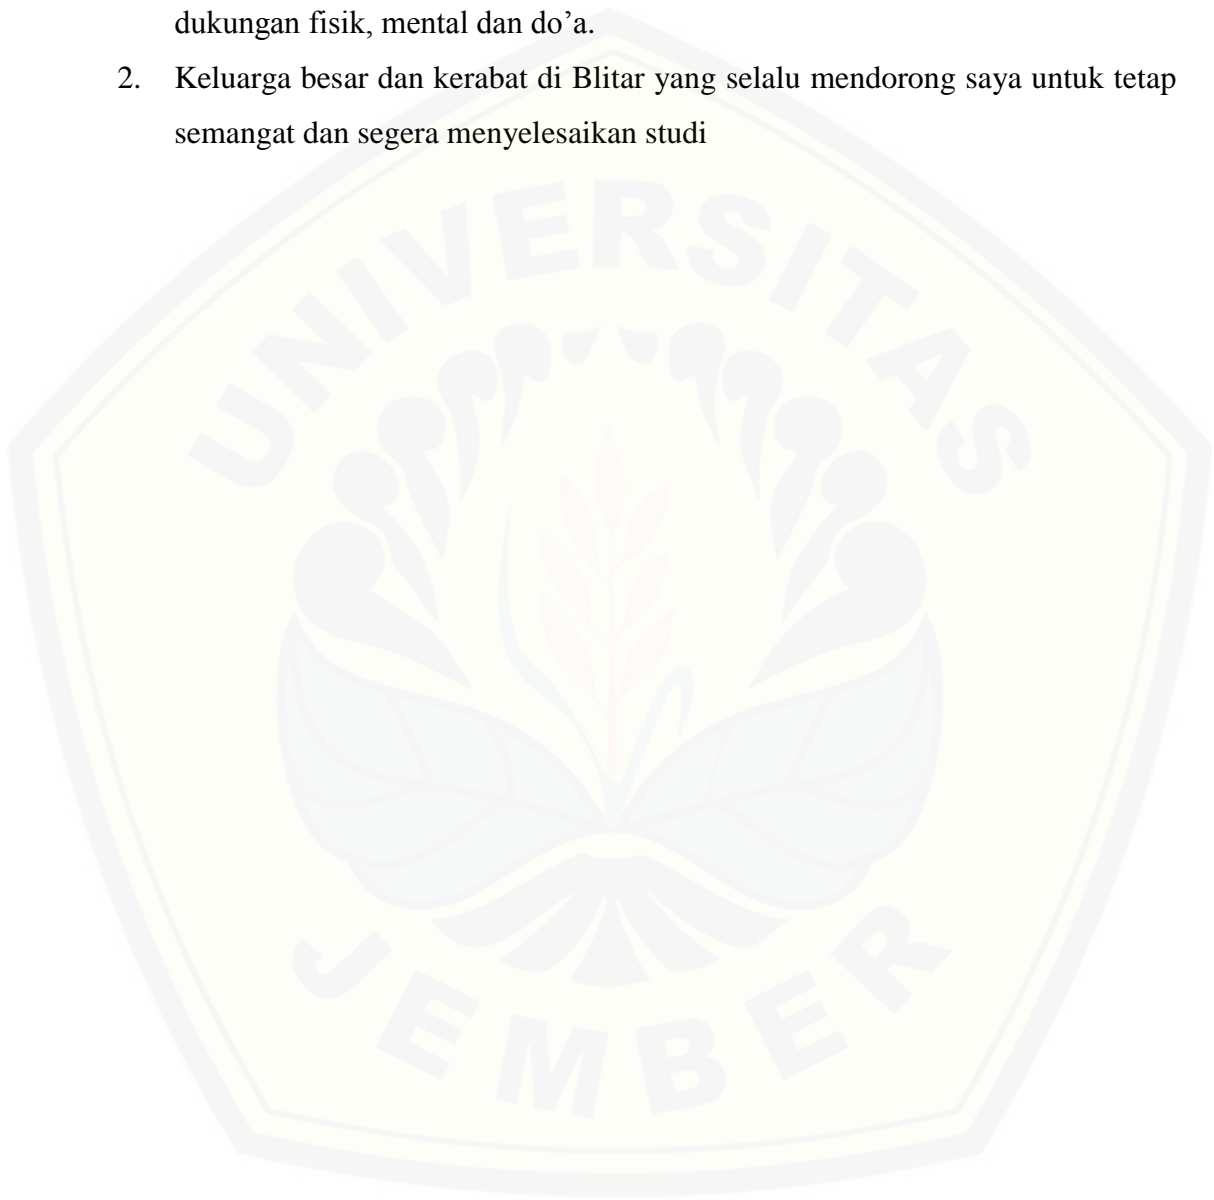 dukungan fisik, mental dan do’a.
2. Keluarga besar dan kerabat di Blitar yang selalu mendorong saya untuk tetap
semangat dan segera menyelesaikan studi
UNIVERSITAS
JEMBER